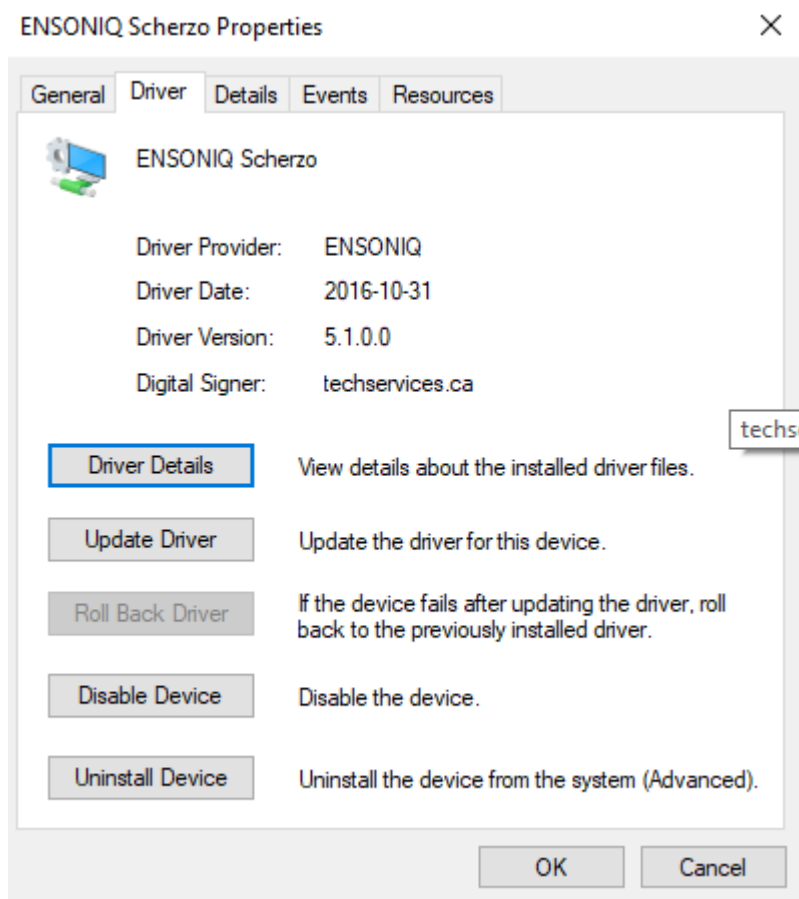 ENSONIQ Scherzo Properties
General Driver Details Events Resources
ENSONIQ Scherzo
Driver Provider: ENSONIQ
Driver Date: 2016-10-31
Driver Version: 5.1.0.0
Digital Signer: techservices.ca
techs
Driver Details View details about the installed driver files.
Update Driver Update the driver for this device.
Roll Back Driver If the device fails after updating the driver, roll
back to the previously installed driver.
Disable Device Disable the device.
Uninstall Device Uninstall the device from the system (Advanced).
OK Cancel